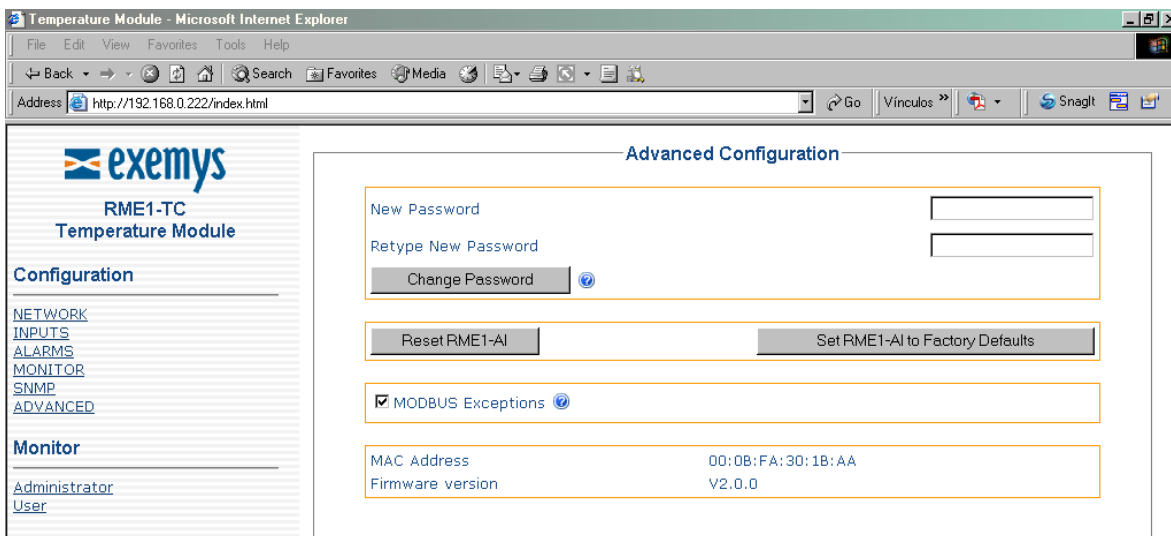 Temperature Module - Microsoft Internet Explorer
File Edit View Favorites Tools Help
Back Search Favorites Media
Address http://192.168.0.222/index.html Go Vínculos » SnagIt
exemys
RME1-TC
Temperature Module
Configuration
NETWORK
INPUTS
ALARMS
MONITOR
SNMP
ADVANCED
Monitor
Administrator
User
Advanced Configuration
New Password
Retype New Password
Change Password
Reset RME1-AI Set RME1-AI to Factory Defaults
MODBUS Exceptions
MAC Address 00:0B:FA:30:1B:AA
Firmware version V2.0.0